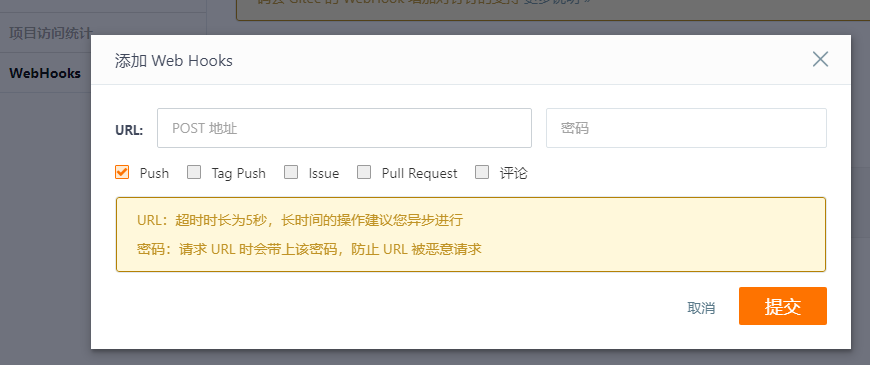 项目访问统计
WebHooks
添加 Web Hooks
URL:
POST 地址
密码
Push
Tag Push
Issue
Pull Request
评论
URL：超时时长为5秒，长时间的操作建议您异步进行
密码：请求 URL 时会带上该密码，防止 URL 被恶意请求
取消
提交